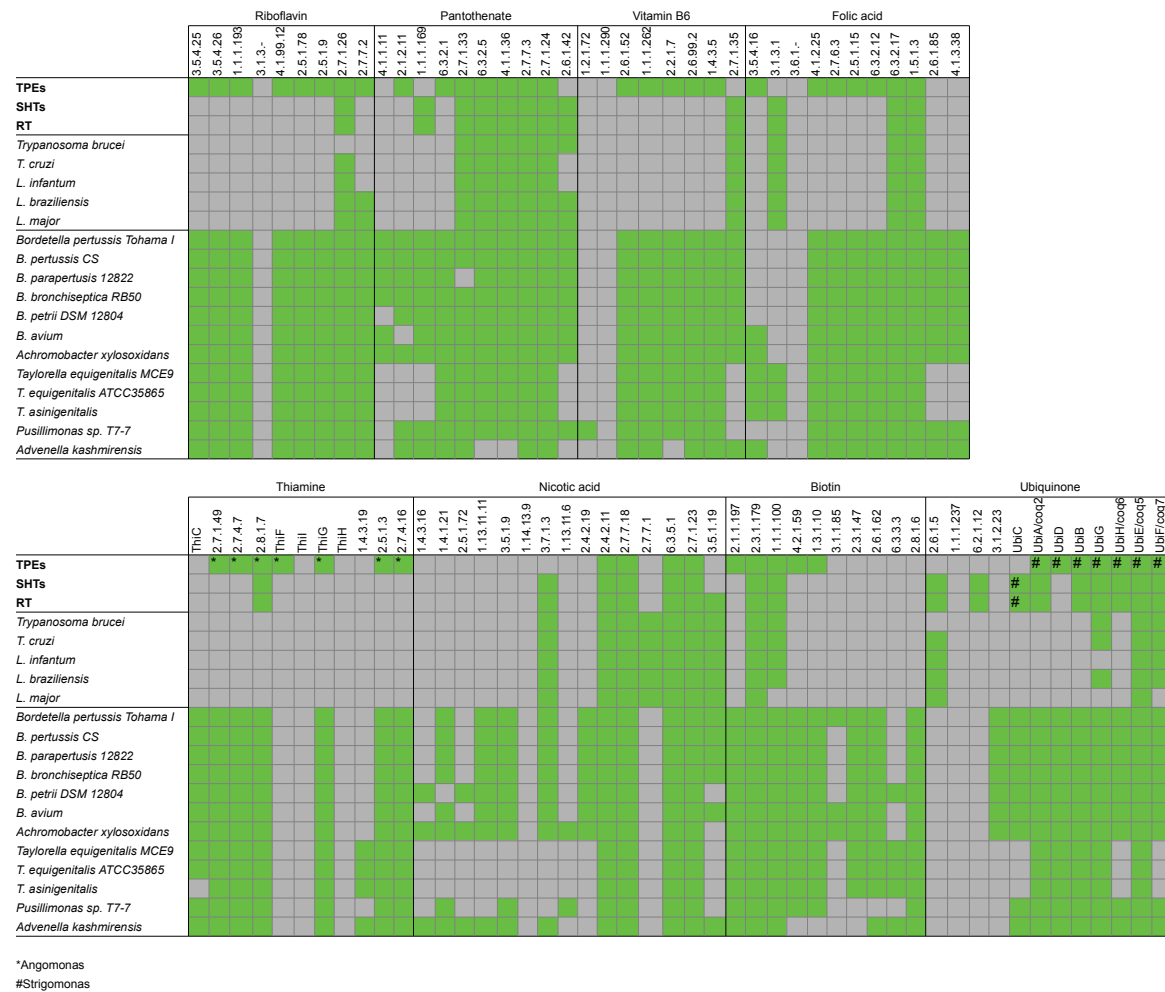 Riboflavin Pantothenate Vitamin B6 Folic acid
3.5.4.25 3.5.4.26 1.1.1.193 3.1.3.- 4.1.99.12 2.5.1.78 2.5.1.9 2.7.1.26 2.7.7.2 4.1.1.11 2.1.2.11 1.1.1.169 6.3.2.1 2.7.1.33 6.3.2.5 4.1.1.36 2.7.7.3 2.7.1.24 2.6.1.42 1.2.1.72 1.1.1.290 2.6.1.52 1.1.1.262 2.2.1.7 2.6.99.2 1.4.3.5 2.7.1.35 3.5.4.16 3.1.3.1 3.6.1.- 4.1.2.25 2.7.6.3 2.5.1.15 6.3.2.12 6.3.2.17 1.5.1.3 2.6.1.85 4.1.3.38
TPEs
SHTs
RT
Trypanosoma brucei
T. cruzi
L. infantum
L. braziliensis
L. major
Bordetella pertussis Tohama I
B. pertussis CS
B. parapertusis 12822
B. bronchiseptica RB50
B. petrii DSM 12804
B. avium
Achromobacter xylosoxidans
Taylorella equigenitalis MCE9
T. equigenitalis ATCC35865
T. asinigenitalis
Pusillimonas sp. T7-7
Advenella kashmirensis
Thiamine Nicotic acid Biotin Ubiquinone
ThiC 2.7.1.49 2.7.4.7 2.8.1.7 ThiF ThiI ThiG ThiH 1.4.3.19 2.5.1.3 2.7.4.16 1.4.3.16 1.4.1.21 2.5.1.72 1.13.11.11 3.5.1.9 1.14.13.9 3.7.1.3 1.13.11.6 2.4.2.19 2.4.2.11 2.7.7.18 2.7.7.1 6.3.5.1 2.7.1.23 3.5.1.19 2.1.1.197 2.3.1.179 1.1.1.100 4.2.1.59 1.3.1.10 3.1.1.85 2.3.1.47 2.6.1.62 6.3.3.3 2.8.1.6 2.6.1.5 1.1.1.237 6.2.1.12 3.1.2.23 UbiC UbiA/coq2 UbiD UbiB UbiG UbiH/coq6 UbiE/coq5 UbiF/coq7
TPEs * * * * * * * # # # # # # #
SHTs #
RT #
Trypanosoma brucei
T. cruzi
L. infantum
L. braziliensis
L. major
Bordetella pertussis Tohama I
B. pertussis CS
B. parapertusis 12822
B. bronchiseptica RB50
B. petrii DSM 12804
B. avium
Achromobacter xylosoxidans
Taylorella equigenitalis MCE9
T. equigenitalis ATCC35865
T. asinigenitalis
Pusillimonas sp. T7-7
Advenella kashmirensis
*Angomonas
#Strigomonas